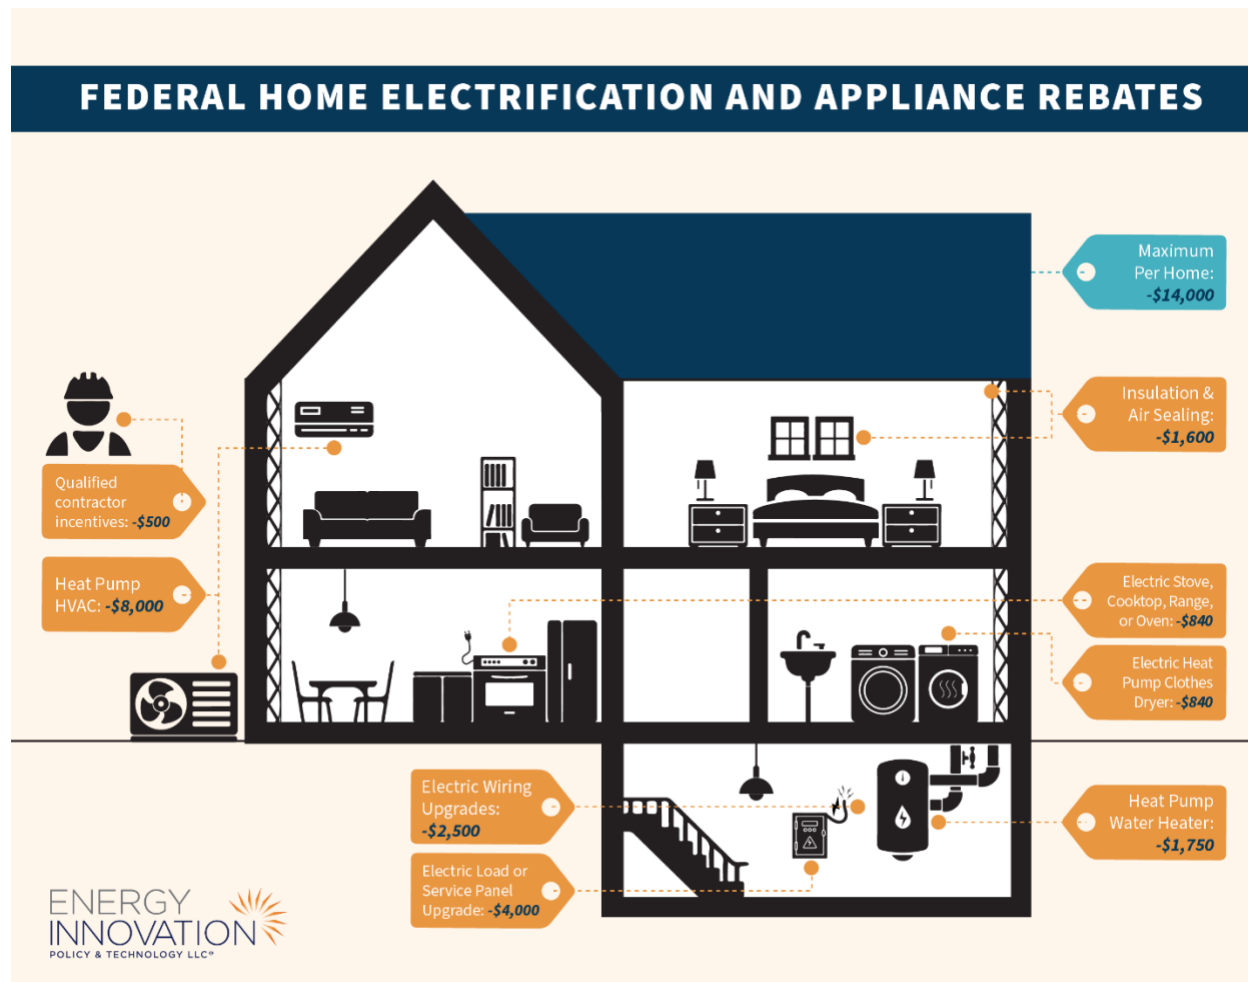 FEDERAL HOME ELECTRIFICATION AND APPLIANCE REBATES
Maximum
Per Home:
-$14,000
Insulation &
Air Sealing:
-$1,600
Qualified
contractor
incentives: -$500
Heat Pump
HVAC: -$8,000
Electric Stove,
Cooktop, Range,
or Oven: -$840
Electric Heat
Pump Clothes
Dryer: -$840
Electric Wiring
Upgrades:
-$2,500
Heat Pump
Water Heater:
-$1,750
Electric Load or
Service Panel
Upgrade: -$4,000
ENERGY
INNOVATION
POLICY & TECHNOLOGY LLC®